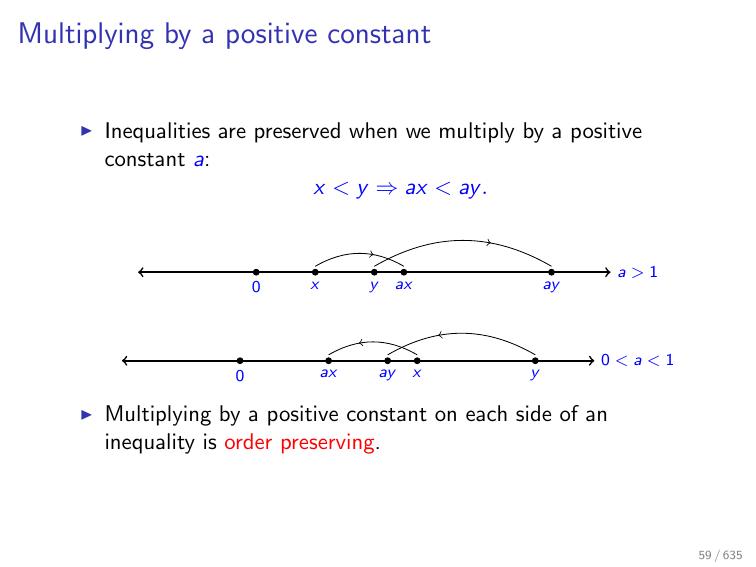 Multiplying by a positive constant
▶ Inequalities are preserved when we multiply by a positive
constant a:
x < y ⇒ ax < ay.
0 x y ax ay a > 1
0 ax ay x y 0 < a < 1
▶ Multiplying by a positive constant on each side of an
inequality is order preserving.
59 / 635